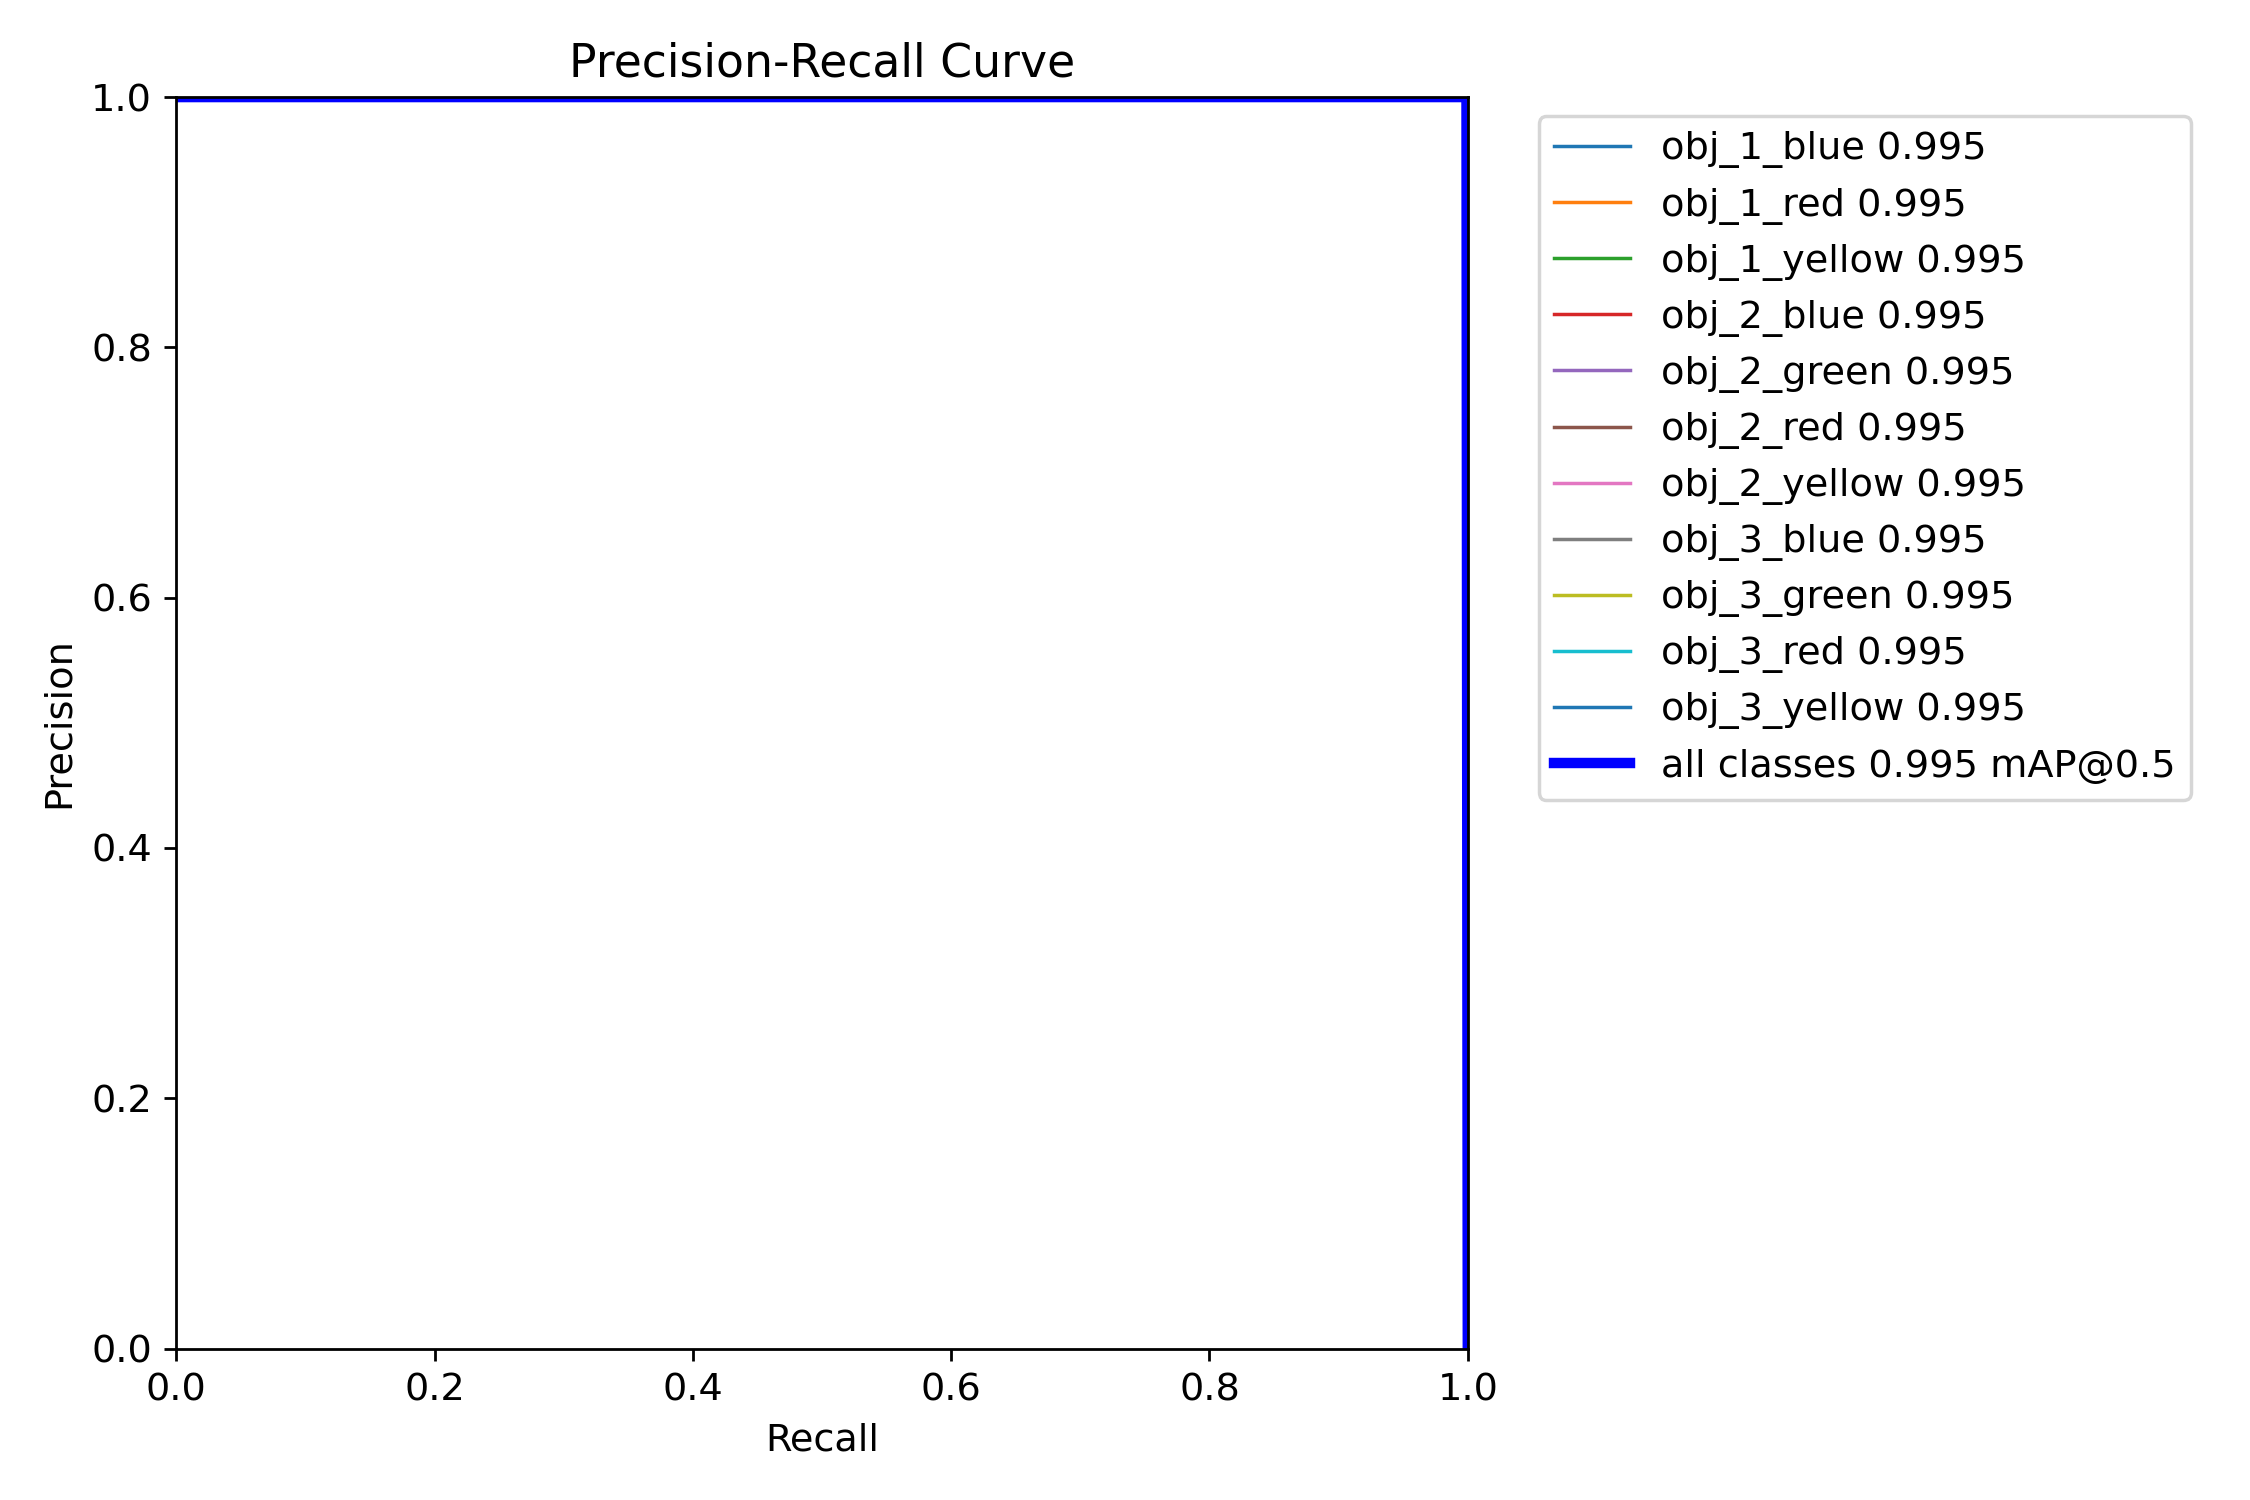 Precision-Recall Curve
1.0
0.8
0.6
0.4
0.2
0.0
Precision
0.0 0.2 0.4 0.6 0.8 1.0
Recall
obj_1_blue 0.995
obj_1_red 0.995
obj_1_yellow 0.995
obj_2_blue 0.995
obj_2_green 0.995
obj_2_red 0.995
obj_2_yellow 0.995
obj_3_blue 0.995
obj_3_green 0.995
obj_3_red 0.995
obj_3_yellow 0.995
all classes 0.995 mAP@0.5